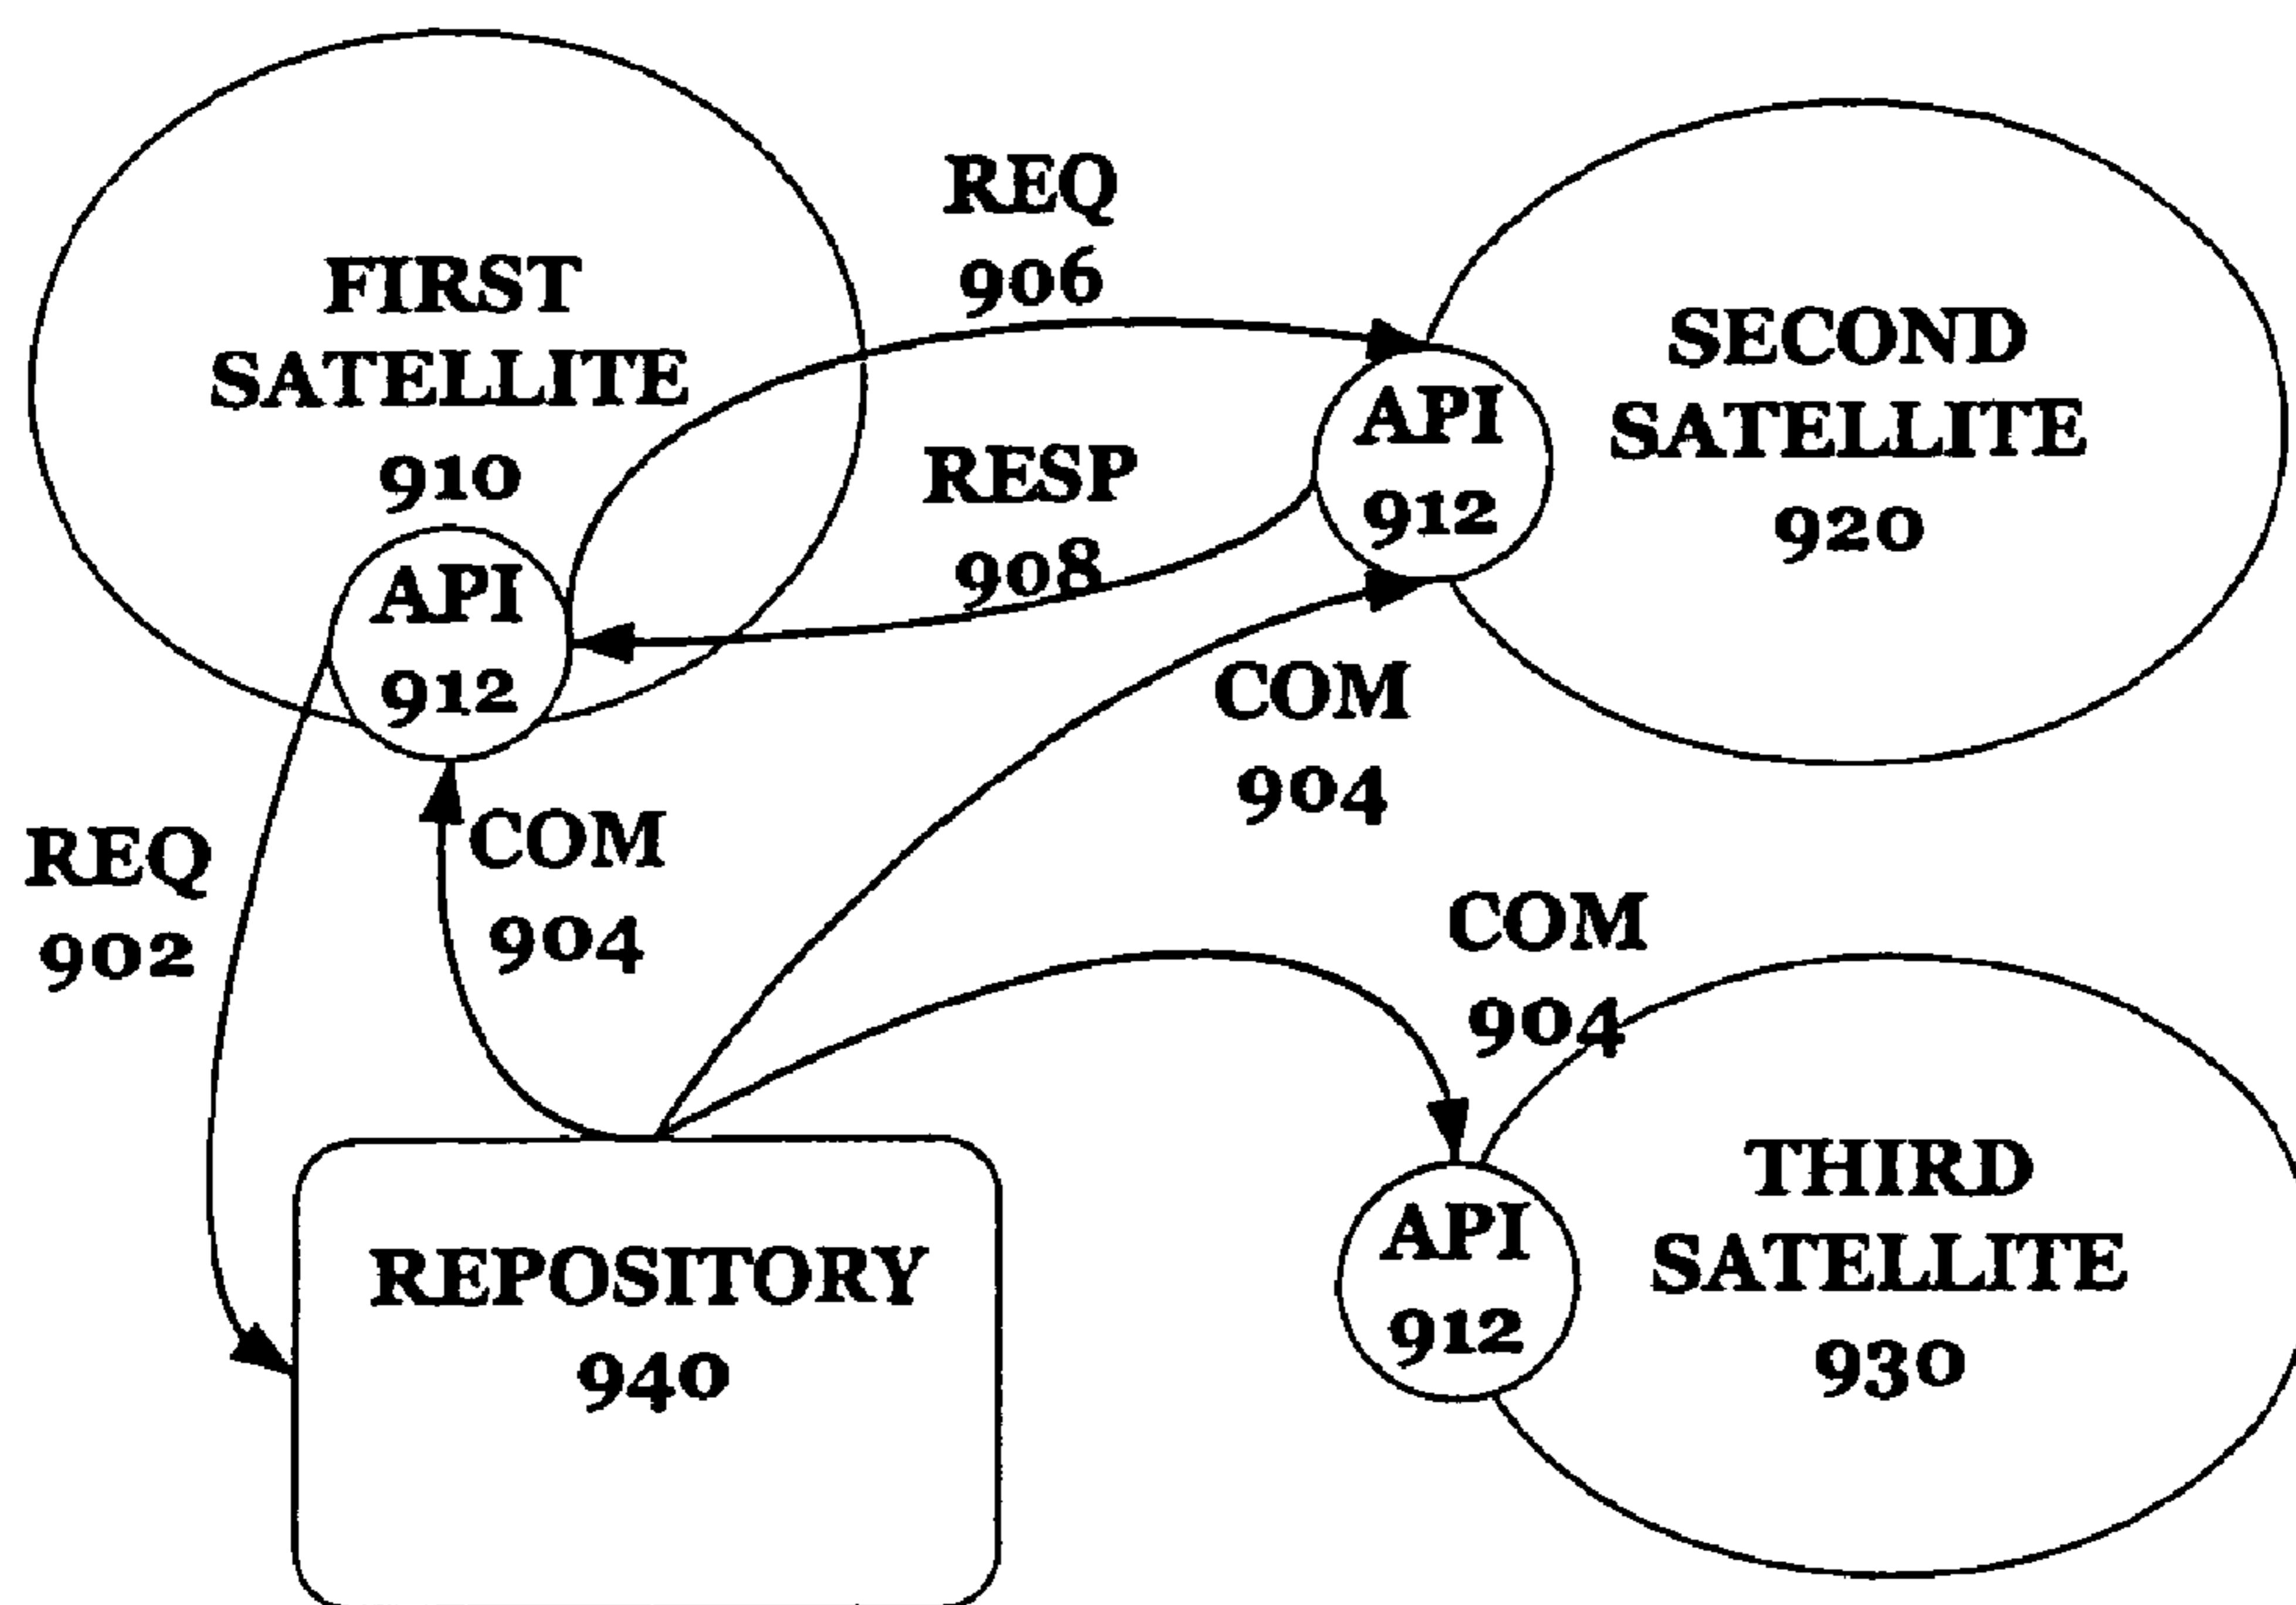 FIRST
SATELLITE
910
API
912
REQ
906
RESP
908
SECOND
SATELLITE
920
API
912
REQ
902
COM
904
COM
904
COM
904
REPOSITORY
940
API
912
THIRD
SATELLITE
930